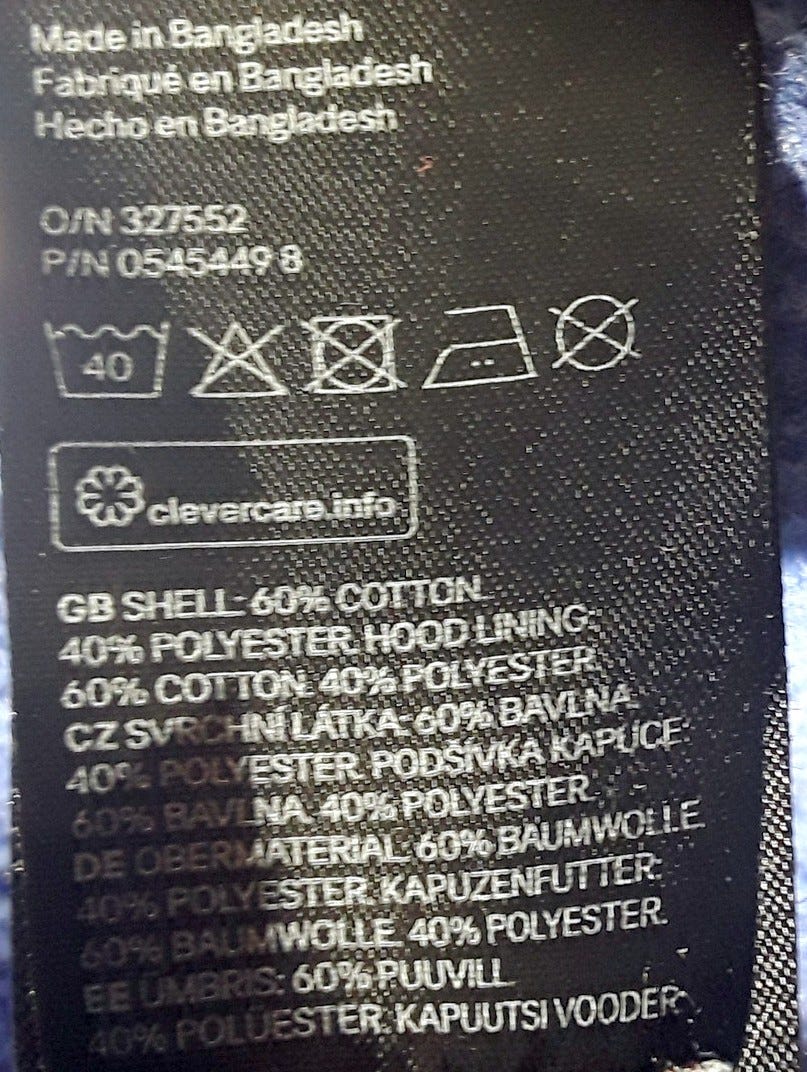 Made in Bangladesh
Fabriqué en Bangladesh
Hecho en Bangladesh
O/N 327552
P/N 0545449 8
40
clevercare.info
GB SHELL: 60% COTTON.
40% POLYESTER. HOOD LINING:
60% COTTON. 40% POLYESTER.
CZ SVRCHNÍ LÁTKA: 60% BAVLNA.
40% POLYESTER. PODŠÍVKA KAPUCE:
60% BAVLNA. 40% POLYESTER.
DE OBERMATERIAL: 60% BAUMWOLLE.
40% POLYESTER. KAPUZENFUTTER:
60% BAUMWOLLE. 40% POLYESTER.
EE ÜMBRIS: 60% PUUVILL.
40% POLÜESTER. KAPUUTSI VOODER: